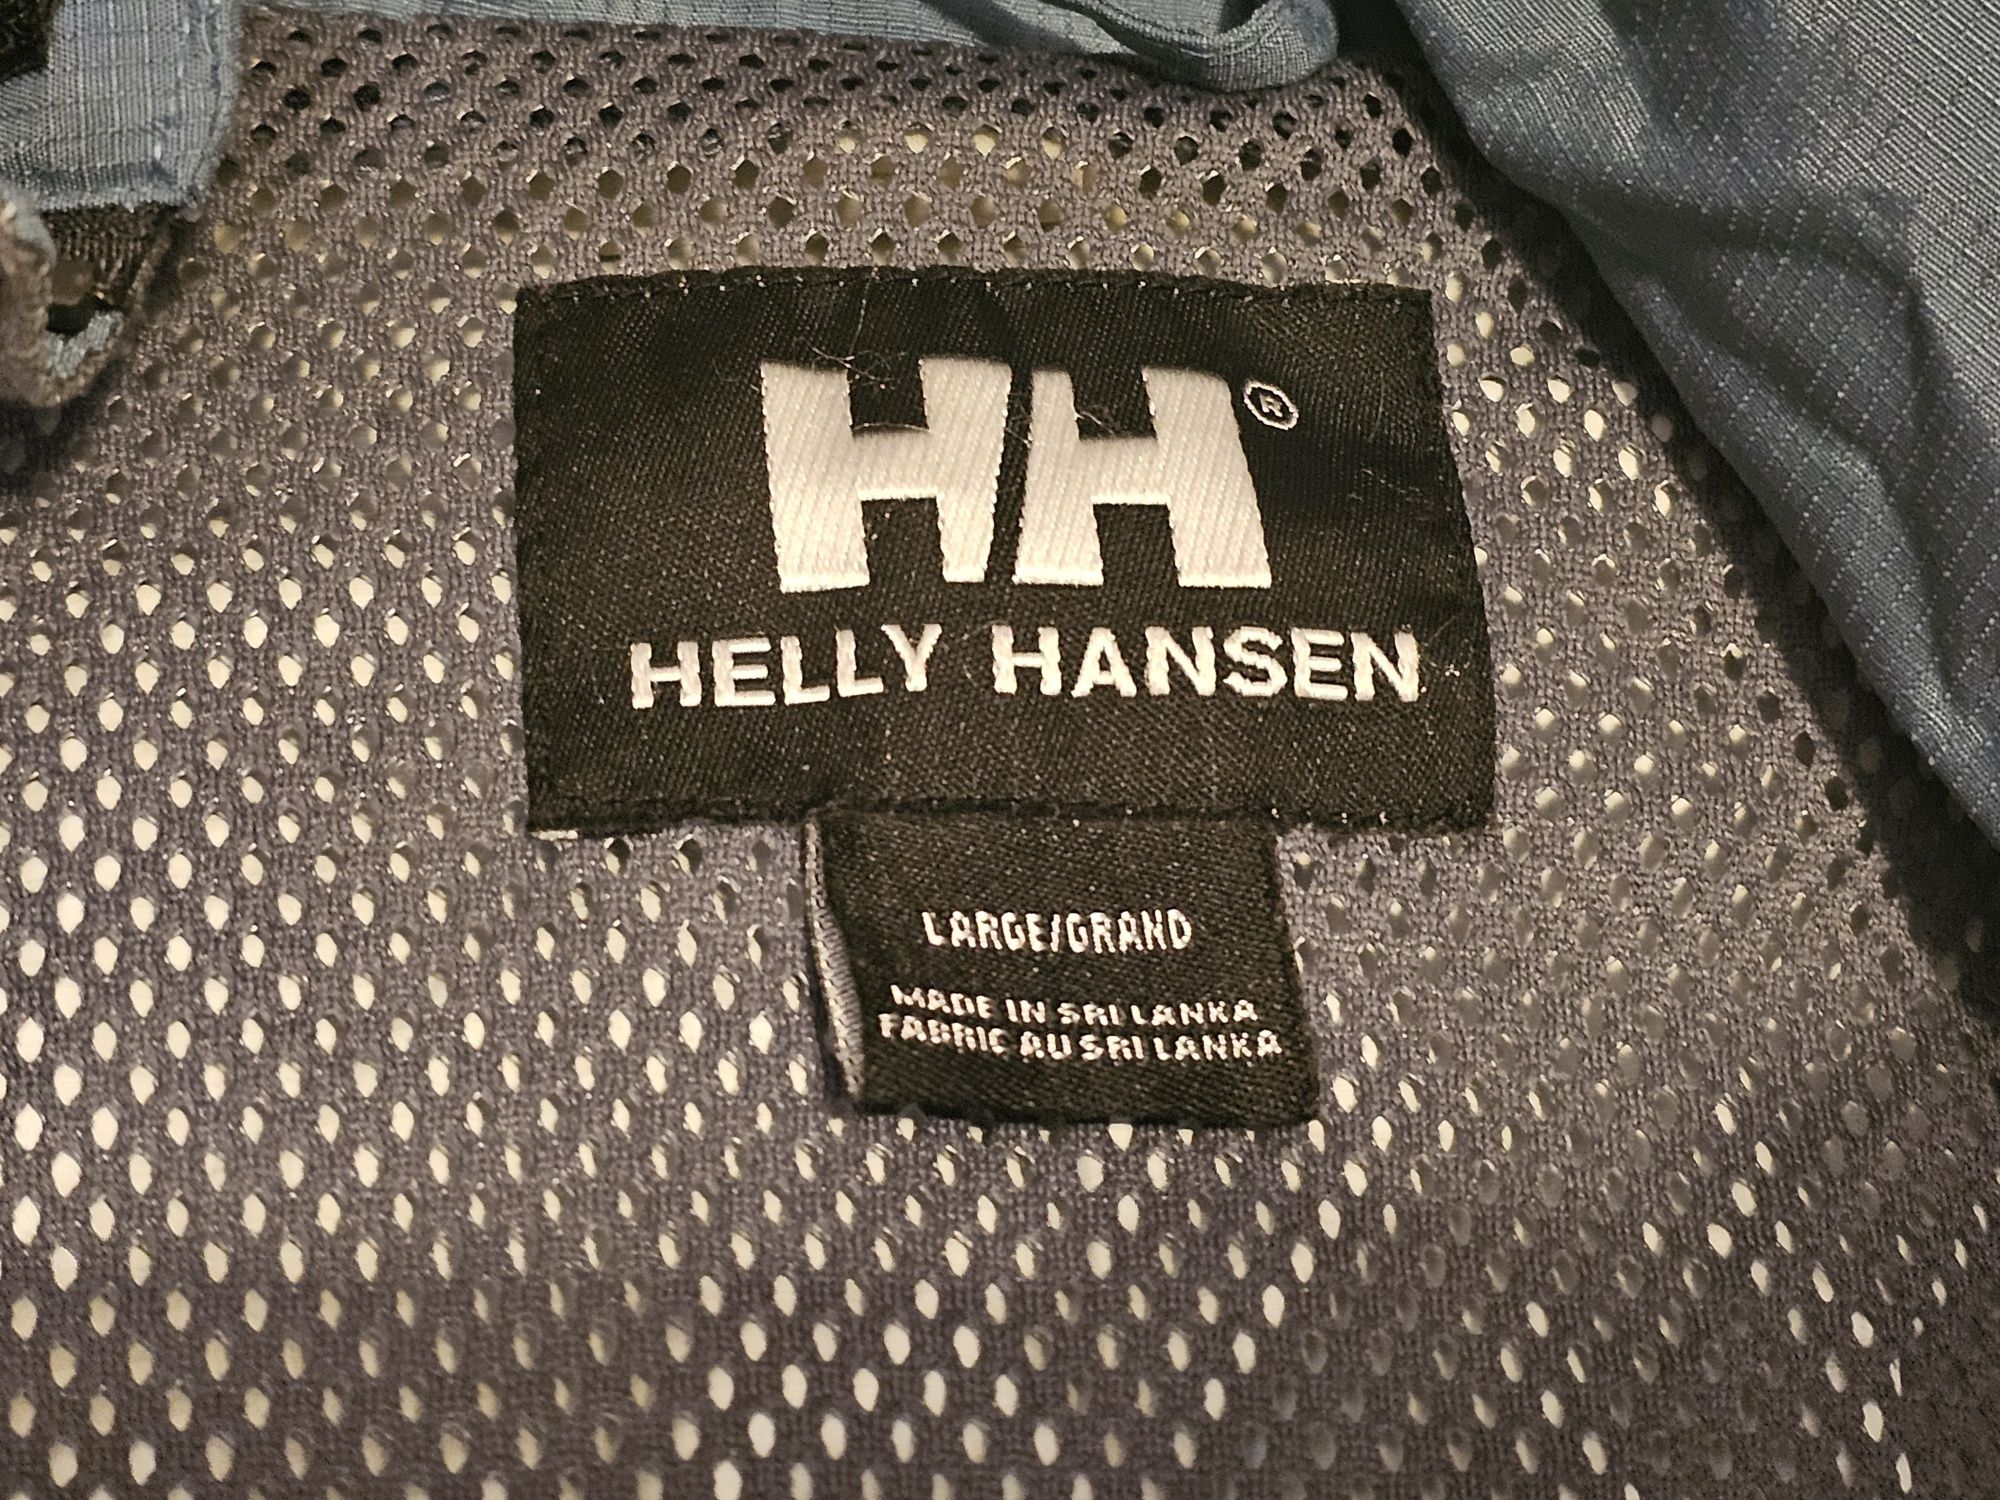 HH®
HELLY HANSEN
LARGE/GRAND
MADE IN SRI LANKA
FABRIC AU SRI LANKA